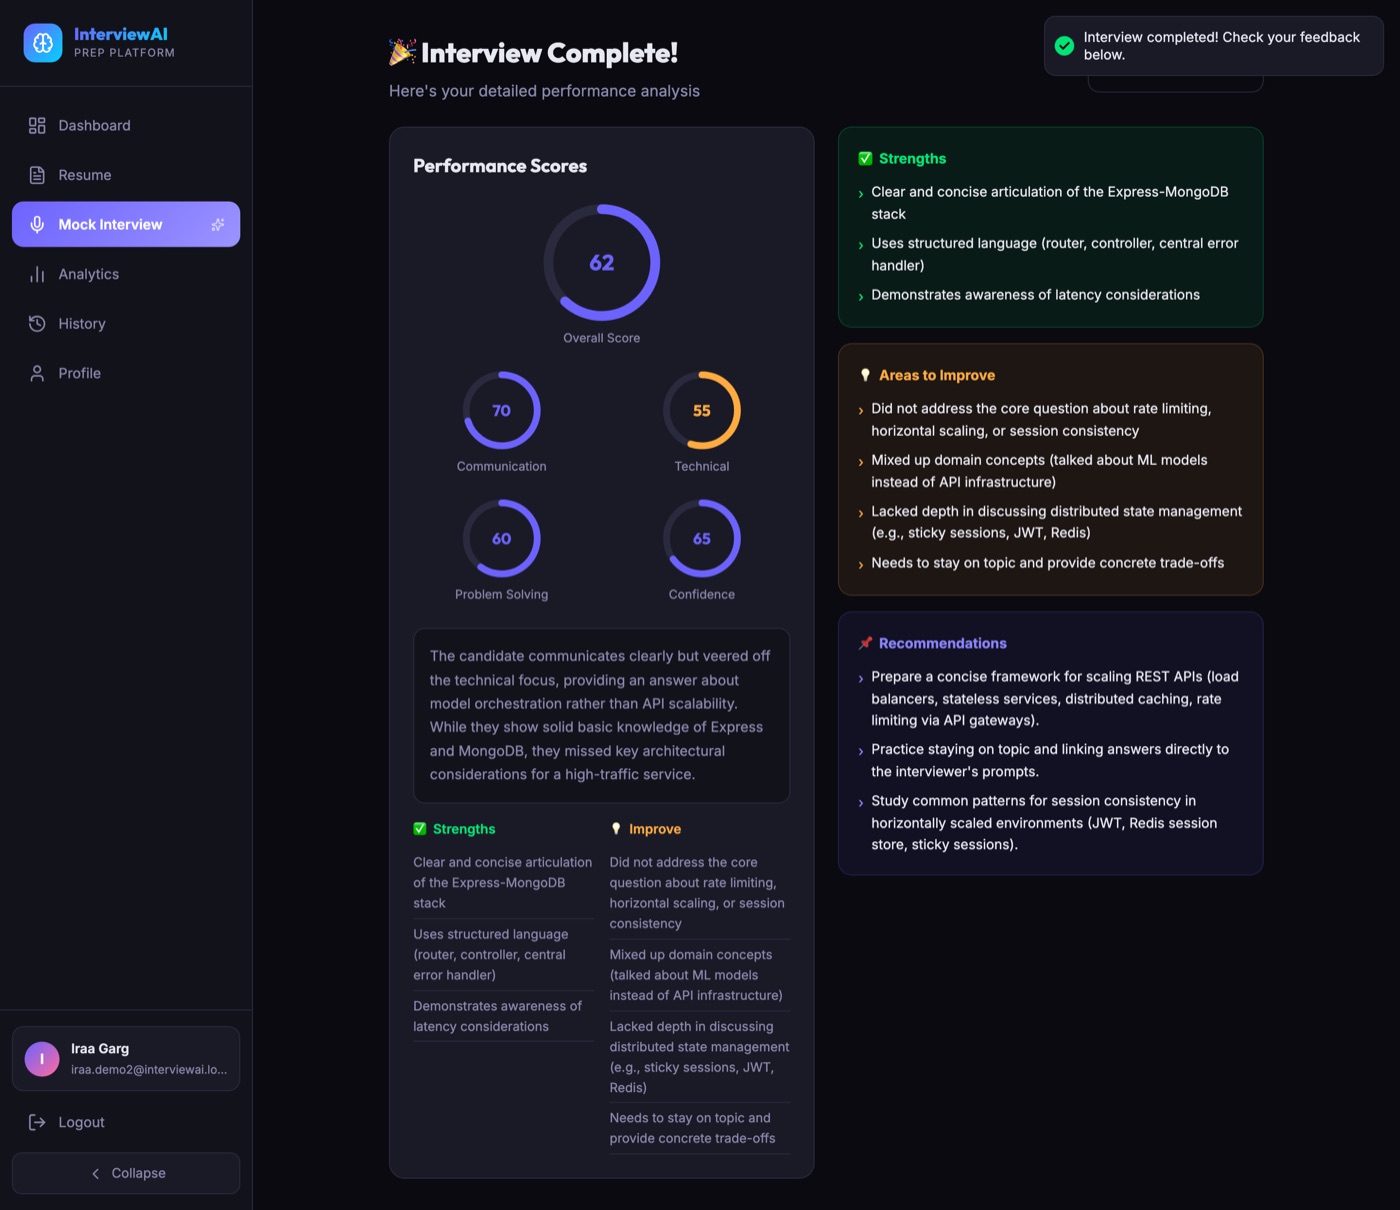 InterviewAI
PREP PLATFORM
Dashboard
Resume
Mock Interview
Analytics
History
Profile
Iraa Garg
iraa.demo2@interviewai.lo...
I
Logout
Collapse
🎉 Interview Complete!
Here's your detailed performance analysis
Interview completed! Check your feedback
below.
Performance Scores
62
Overall Score
70
Communication
55
Technical
60
Problem Solving
65
Confidence
The candidate communicates clearly but veered off
the technical focus, providing an answer about
model orchestration rather than API scalability.
While they show solid basic knowledge of Express
and MongoDB, they missed key architectural
considerations for a high-traffic service.
✅ Strengths
Clear and concise articulation
of the Express-MongoDB
stack
Uses structured language
(router, controller, central
error handler)
Demonstrates awareness of
latency considerations
💡 Improve
Did not address the core
question about rate limiting,
horizontal scaling, or session
consistency
Mixed up domain concepts
(talked about ML models
instead of API infrastructure)
Lacked depth in discussing
distributed state management
(e.g., sticky sessions, JWT,
Redis)
Needs to stay on topic and
provide concrete trade-offs
✅ Strengths
› Clear and concise articulation of the Express-MongoDB
stack
› Uses structured language (router, controller, central error
handler)
› Demonstrates awareness of latency considerations
💡 Areas to Improve
› Did not address the core question about rate limiting,
horizontal scaling, or session consistency
› Mixed up domain concepts (talked about ML models
instead of API infrastructure)
› Lacked depth in discussing distributed state management
(e.g., sticky sessions, JWT, Redis)
› Needs to stay on topic and provide concrete trade-offs
📌 Recommendations
› Prepare a concise framework for scaling REST APIs (load
balancers, stateless services, distributed caching, rate
limiting via API gateways).
› Practice staying on topic and linking answers directly to
the interviewer's prompts.
› Study common patterns for session consistency in
horizontally scaled environments (JWT, Redis session
store, sticky sessions).